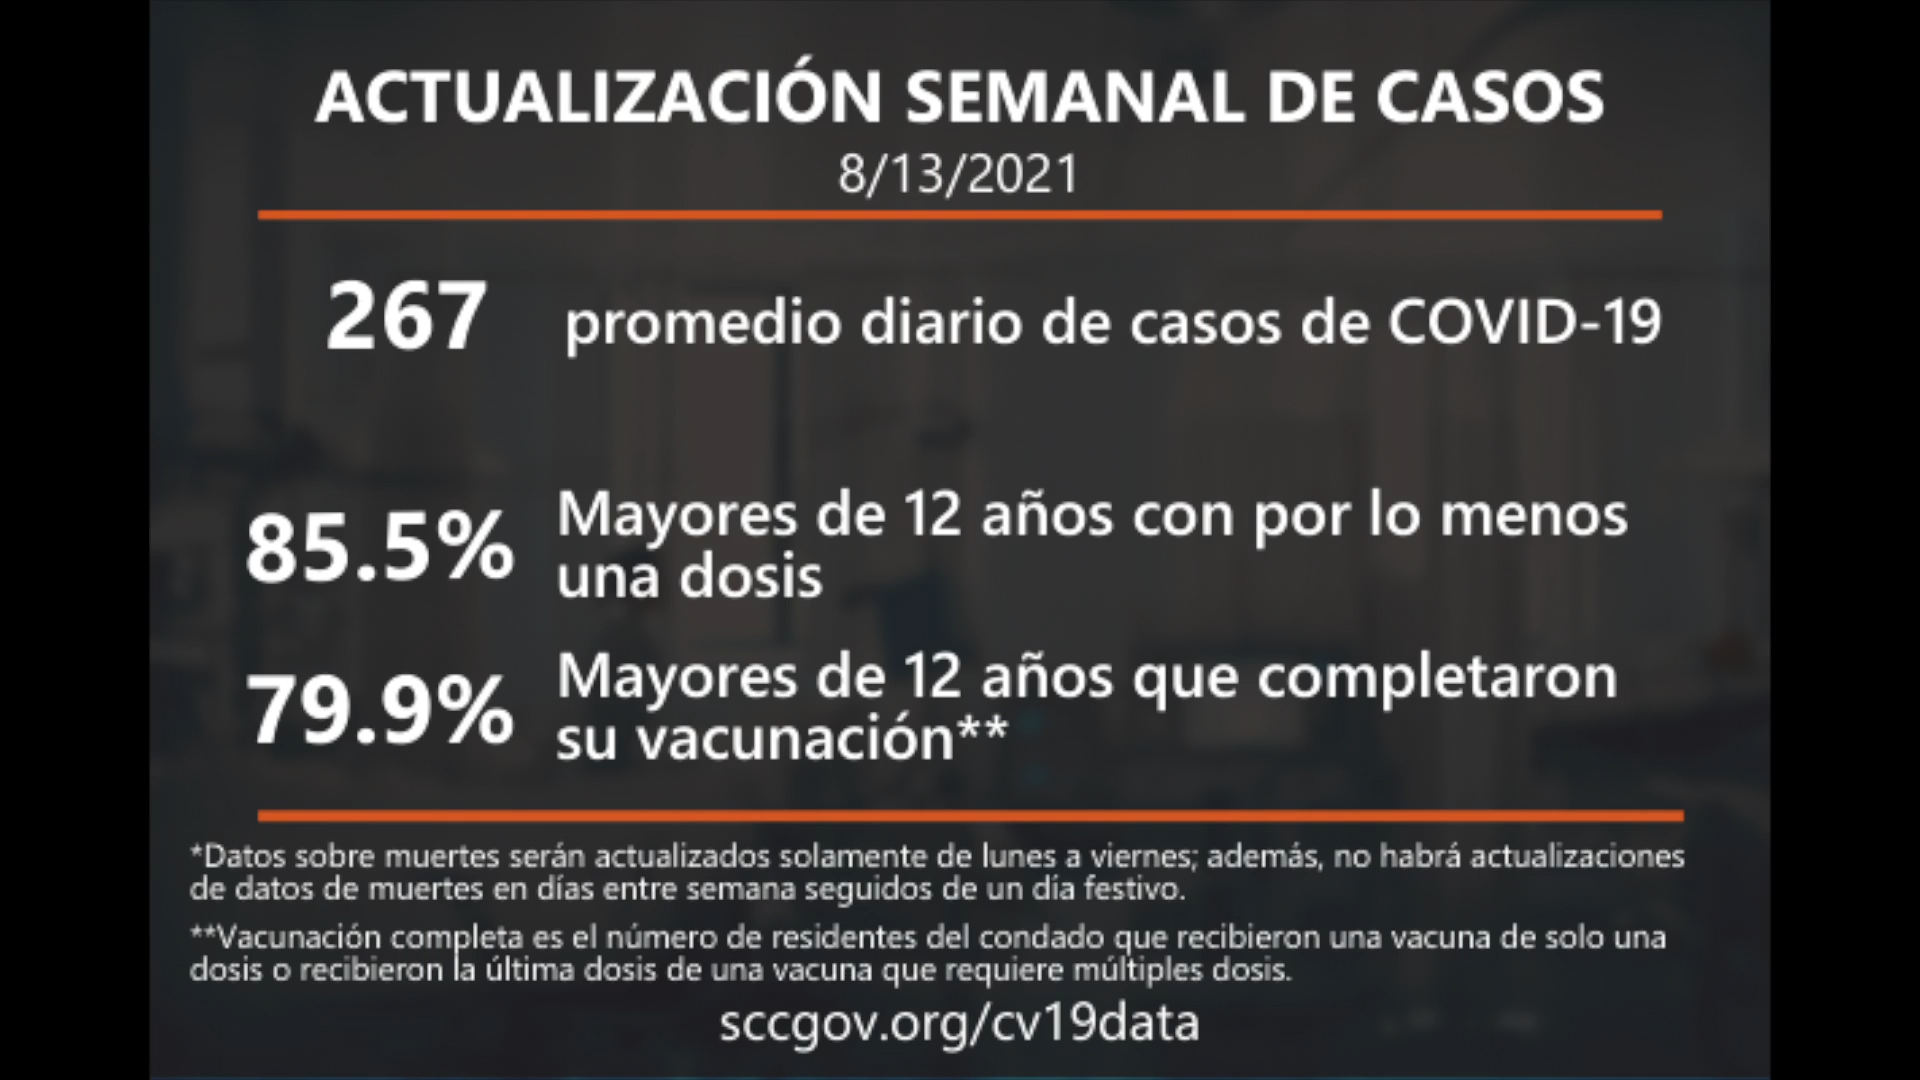 ACTUALIZACIÓN SEMANAL DE CASOS
8/13/2021
267 promedio diario de casos de COVID-19
85.5% Mayores de 12 años con por lo menos
una dosis
79.9% Mayores de 12 años que completaron
su vacunación**
*Datos sobre muertes serán actualizados solamente de lunes a viernes; además, no habrá actualizaciones
de datos de muertes en días entre semana seguidos de un día festivo.
**Vacunación completa es el número de residentes del condado que recibieron una vacuna de solo una
dosis o recibieron la última dosis de una vacuna que requiere múltiples dosis.
sccgov.org/cv19data